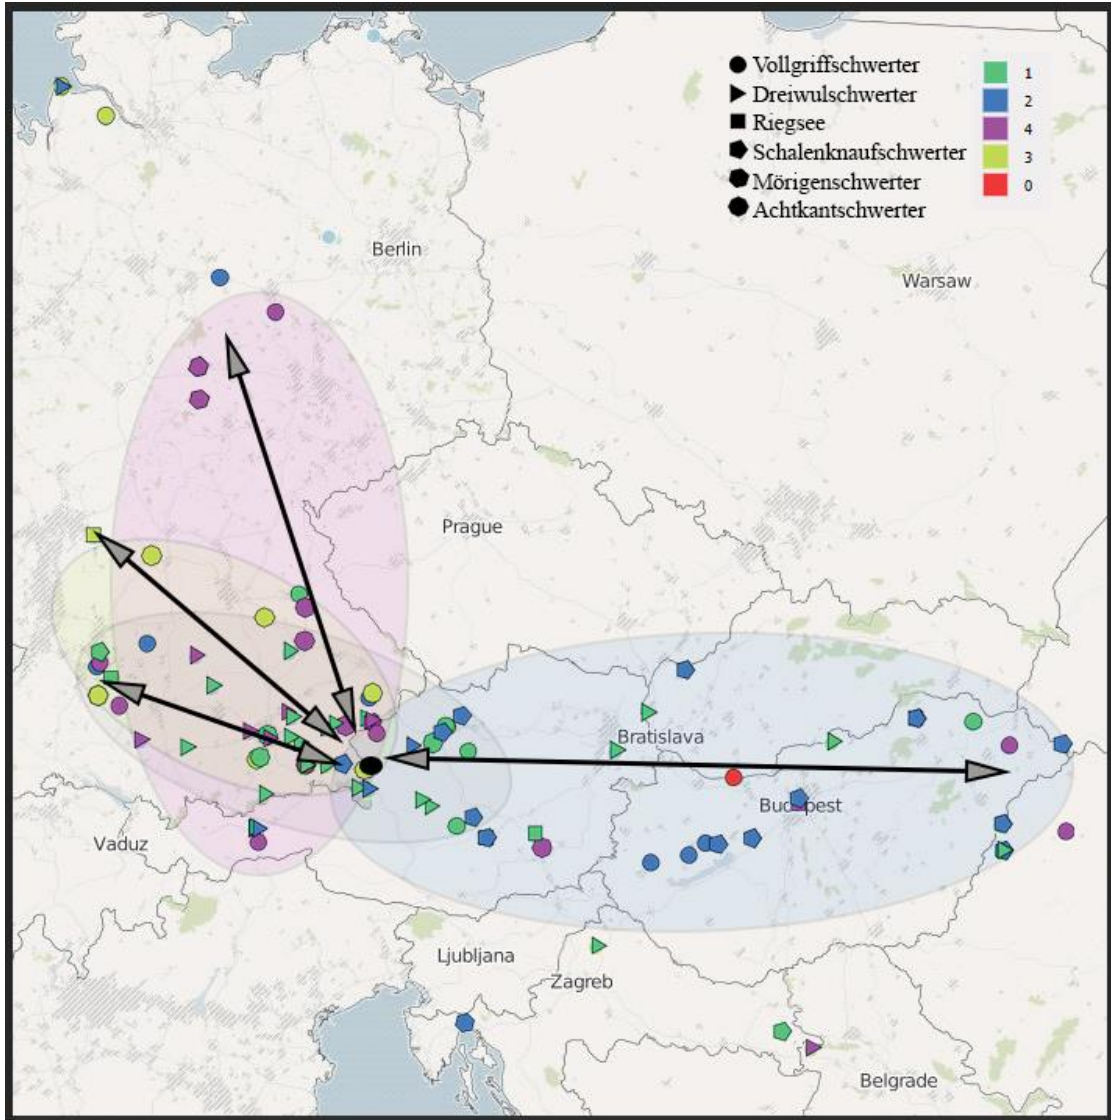 Vollgriffschwerter
Dreiwulschwerter
Riegsee
Schalenknaufschwerter
Mörigenschwerter
Achtkantschwerter
1
2
4
3
0
Berlin
Warsaw
Prague
Bratislava
Budapest
Vaduz
Ljubljana
Zagreb
Belgrade